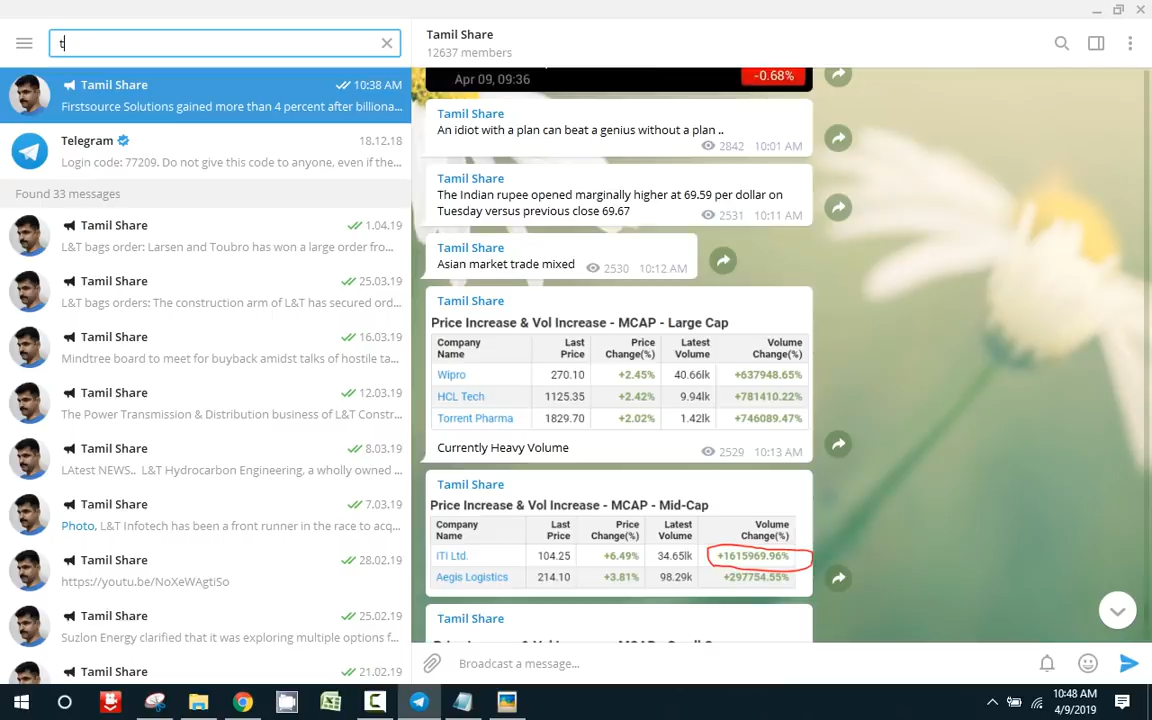 t
Tamil Share
12637 members
Tamil Share 10:38 AM
Firstsource Solutions gained more than 4 percent after billiona...
Telegram 18.12.18
Login code: 77209. Do not give this code to anyone, even if the...
Found 33 messages
Tamil Share 1.04.19
L&T bags order: Larsen and Toubro has won a large order fro...
Tamil Share 25.03.19
L&T bags orders: The construction arm of L&T has secured ord...
Tamil Share 16.03.19
Mindtree board to meet for buyback amidst talks of hostile ta...
Tamil Share 12.03.19
The Power Transmission & Distribution business of L&T Constr...
Tamil Share 8.03.19
LAtest NEWS.. L&T Hydrocarbon Engineering, a wholly owned ...
Tamil Share 7.03.19
Photo, L&T Infotech has been a front runner in the race to acq...
Tamil Share 28.02.19
https://youtu.be/NoXeWAgtiSo
Tamil Share 25.02.19
Suzlon Energy clarified that it was exploring multiple options f...
Tamil Share 21.02.19
Apr 09, 09:36 -0.68%
Tamil Share
An idiot with a plan can beat a genius without a plan ..
2842 10:01 AM
Tamil Share
The Indian rupee opened marginally higher at 69.59 per dollar on
Tuesday versus previous close 69.67 2531 10:11 AM
Tamil Share
Asian market trade mixed 2530 10:12 AM
Tamil Share
Price Increase & Vol Increase - MCAP - Large Cap
Company Last Price Latest Volume
Name Price Change(%) Volume Change(%)
Wipro 270.10 +2.45% 40.66lk +637948.65%
HCL Tech 1125.35 +2.42% 9.94lk +781410.22%
Torrent Pharma 1829.70 +2.02% 1.42lk +746089.47%
Currently Heavy Volume 2529 10:13 AM
Tamil Share
Price Increase & Vol Increase - MCAP - Mid-Cap
Company Last Price Latest Volume
Name Price Change(%) Volume Change(%)
ITI Ltd. 104.25 +6.49% 34.65lk +1615969.96%
Aegis Logistics 214.10 +3.81% 98.29lk +297754.55%
Tamil Share
Broadcast a message...
10:48 AM
4/9/2019